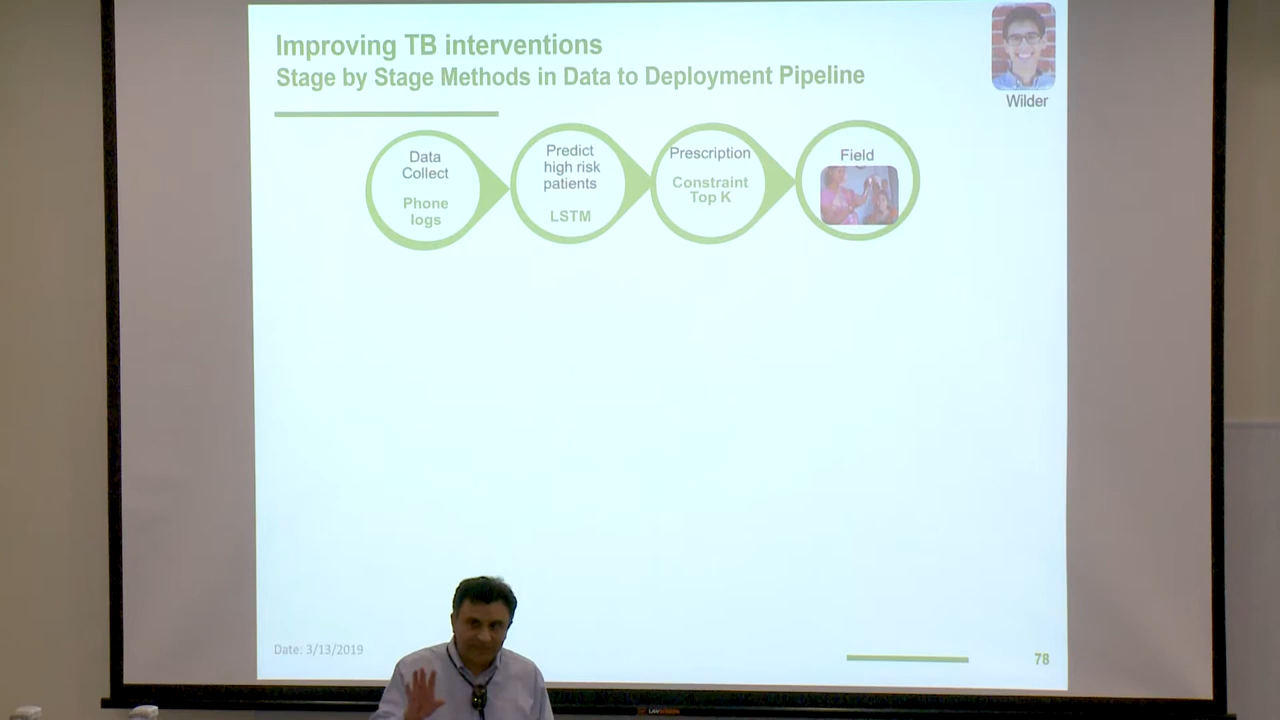 Improving TB interventions
Stage by Stage Methods in Data to Deployment Pipeline
Wilder
Data
Collect
Phone
logs
Predict
high risk
patients
LSTM
Prescription
Constraint
Top K
Field
Date: 3/13/2019
78